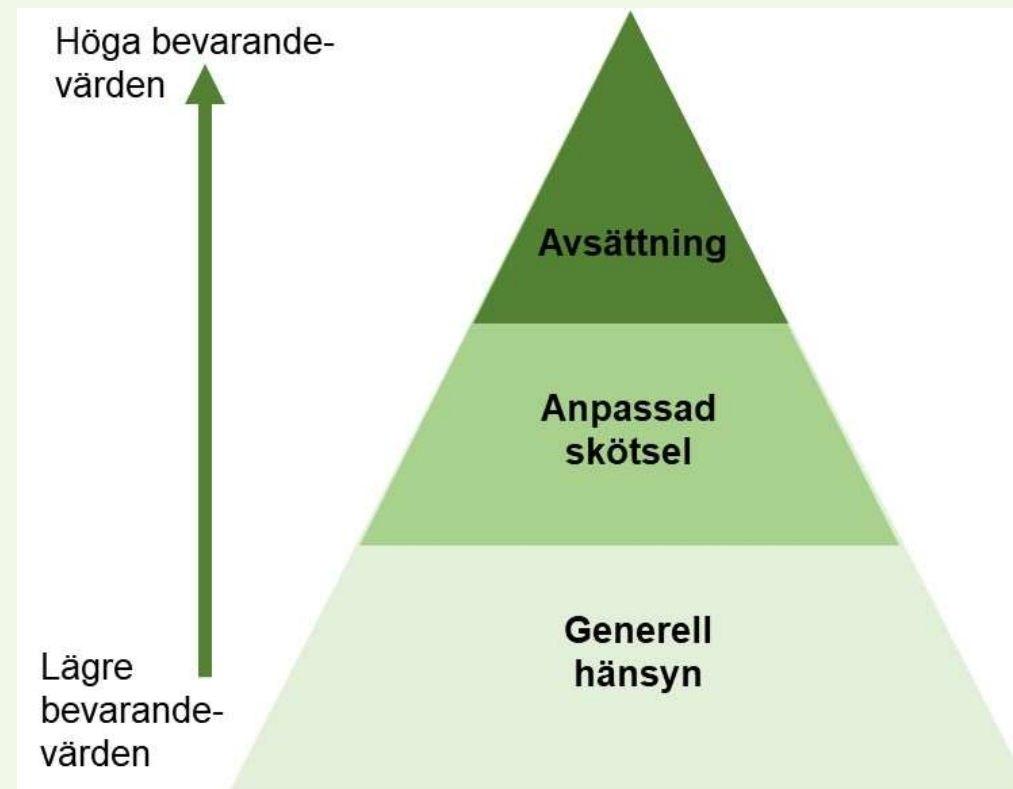 Höga bevarande-
värden
Avsättning
Anpassad
skötsel
Generell
hänsyn
Lägre
bevarande-
värden